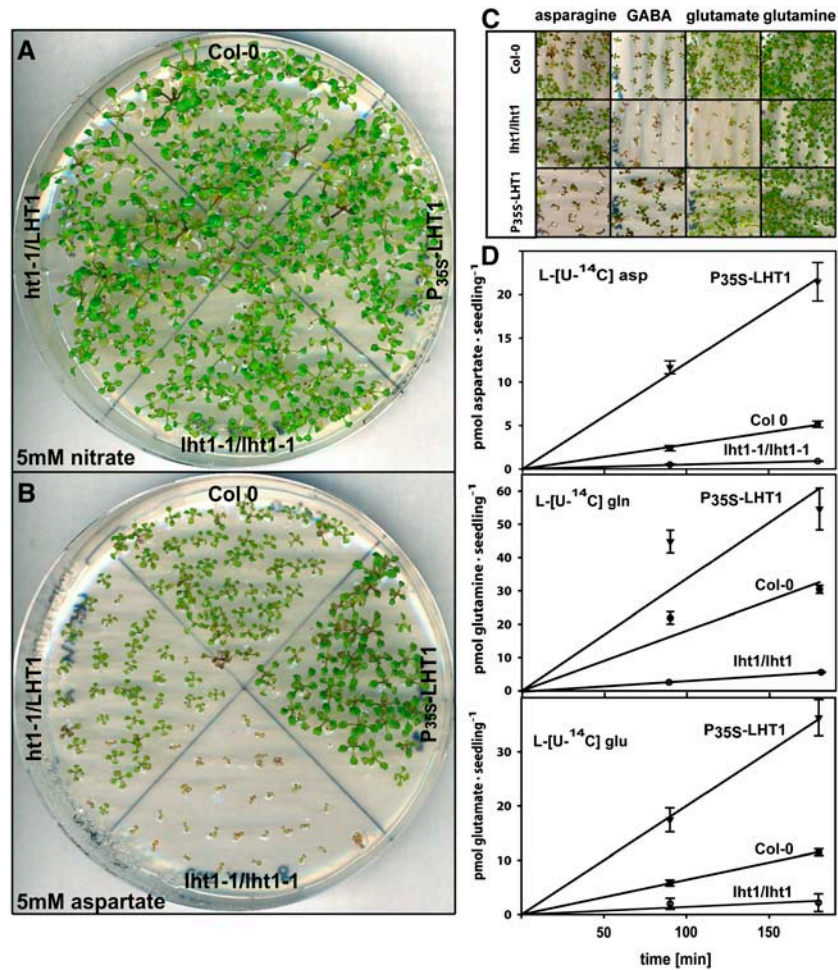 A
Col-0
ht1-1/LHT1
P35S-LHT1
lht1-1/lht1-1
5mM nitrate
B
Col 0
ht1-1/LHT1
P35S-LHT1
lht1-1/lht1-1
5mM aspartate
C
asparagine GABA glutamate glutamine
Col-0
lht1/lht1
P35S-LHT1
D
L-[U-14C] asp
P35S-LHT1
Col 0
lht1-1/lht1-1
pmol aspartate · seedling-1
20
15
10
5
0
L-[U-14C] gln
P35S-LHT1
Col-0
lht1/lht1
pmol glutamine · seedling-1
60
50
40
30
20
10
0
L-[U-14C] glu
P35S-LHT1
Col-0
lht1/lht1
pmol glutamate · seedling-1
30
20
10
0
50 100 150
time [min]